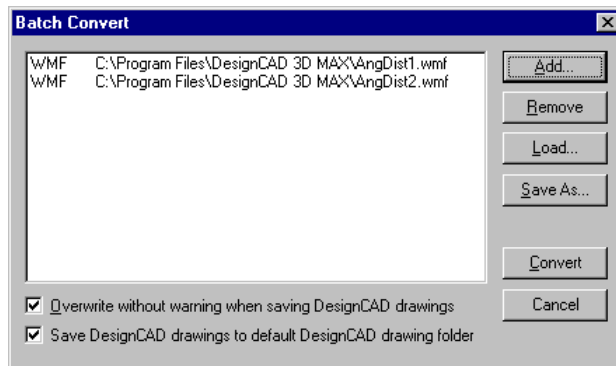 Batch Convert
WMF C:\Program Files\DesignCAD 3D MAX\AngDist1.wmf
WMF C:\Program Files\DesignCAD 3D MAX\AngDist2.wmf
Add...
Remove
Load...
Save As...
Convert
Cancel
Overwrite without warning when saving DesignCAD drawings
Save DesignCAD drawings to default DesignCAD drawing folder